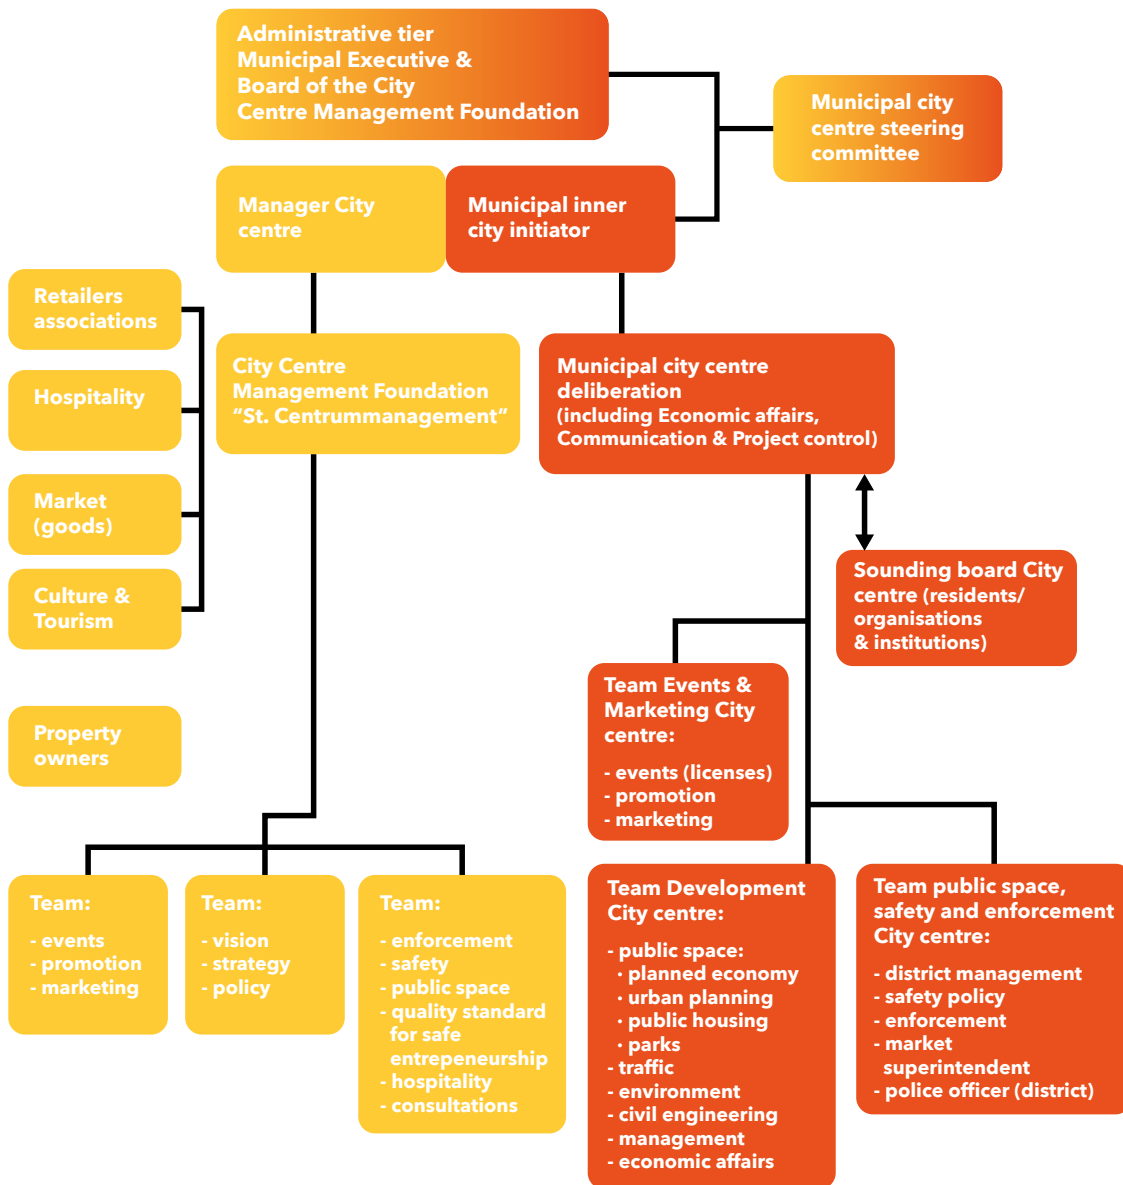 Administrative tier
Municipal Executive &
Board of the City
Centre Management Foundation
Municipal city
centre steering
committee
Manager City
centre
Municipal inner
city initiator
Retailers
associations
Hospitality
Market
(goods)
Culture &
Tourism
Property
owners
City Centre
Management Foundation
“St. Centrummanagement”
Municipal city centre
deliberation
(including Economic affairs,
Communication & Project control)
Sounding board City
centre (residents/
organisations
& institutions)
Team Events &
Marketing City
centre:
- events (licenses)
- promotion
- marketing
Team:
- events
- promotion
- marketing
Team:
- vision
- strategy
- policy
Team:
- enforcement
- safety
- public space
- quality standard
for safe
entrepeneurship
- hospitality
- consultations
Team Development
City centre:
- public space:
· planned economy
· urban planning
· public housing
· parks
- traffic
- environment
- civil engineering
- management
- economic affairs
Team public space,
safety and enforcement
City centre:
- district management
- safety policy
- enforcement
- market
superintendent
- police officer (district)